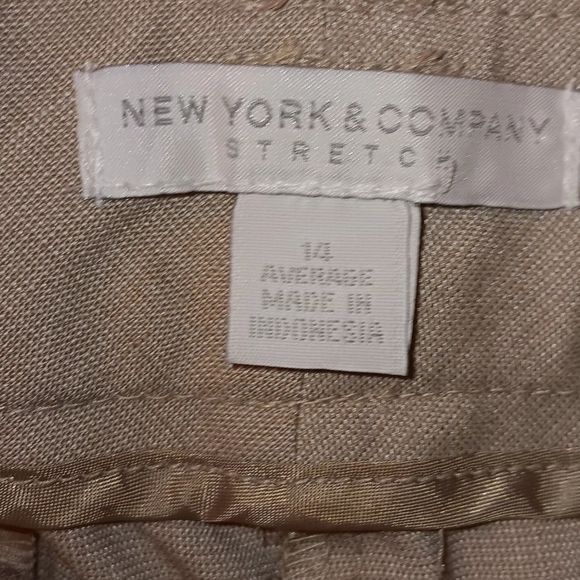 NEW YORK & COMPANY
STRETCH
14
AVERAGE
MADE IN
INDONESIA